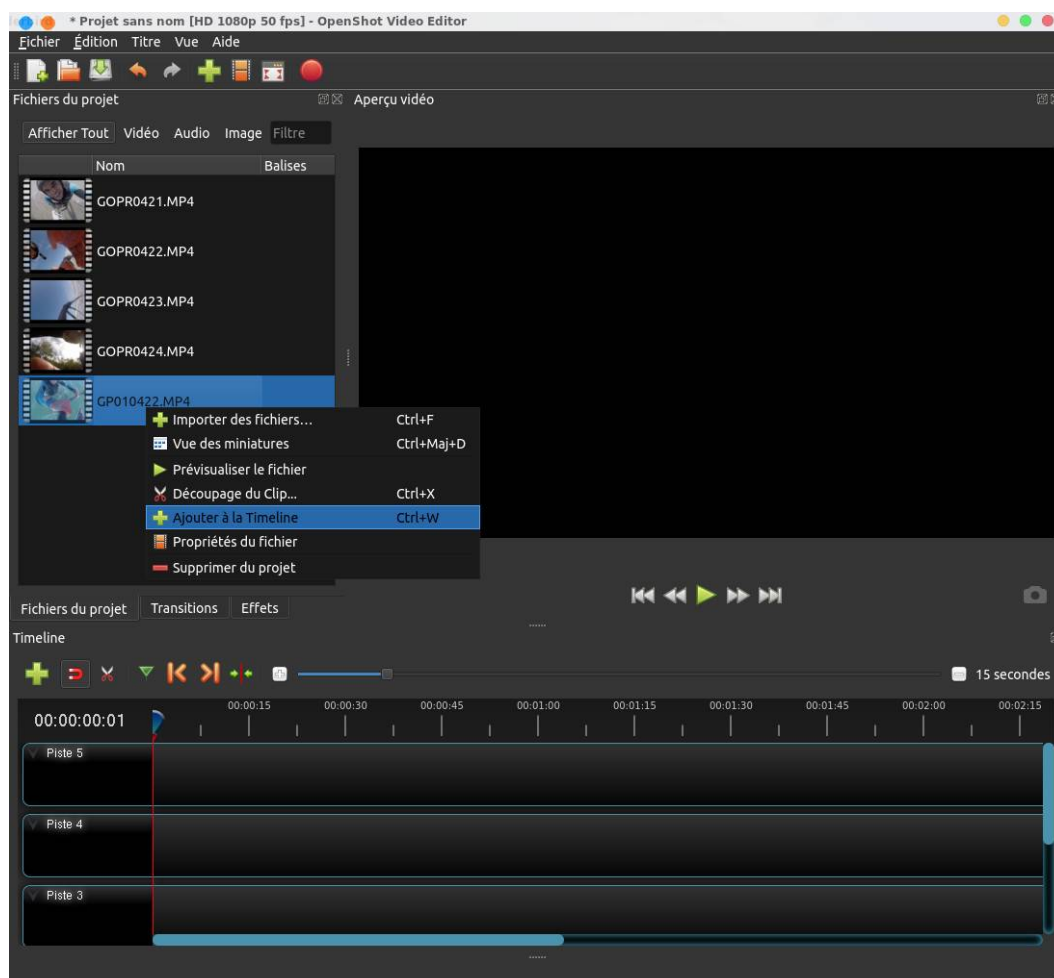 * Projet sans nom [HD 1080p 50 fps] - OpenShot Video Editor
Fichier Édition Titre Vue Aide
Fichiers du projet
Aperçu vidéo
Afficher Tout Vidéo Audio Image Filtre
Nom Balises
GOPR0421.MP4
GOPR0422.MP4
GOPR0423.MP4
GOPR0424.MP4
GP010422.MP4
Importer des fichiers... Ctrl+F
Vue des miniatures Ctrl+Maj+D
Prévisualiser le fichier
Découpage du Clip... Ctrl+X
Ajouter à la Timeline Ctrl+W
Propriétés du fichier
Supprimer du projet
Fichiers du projet Transitions Effets
Timeline
15 secondes
00:00:00:01
00:00:15 00:00:30 00:00:45 00:01:00 00:01:15 00:01:30 00:01:45 00:02:00 00:02:15
Piste 5
Piste 4
Piste 3